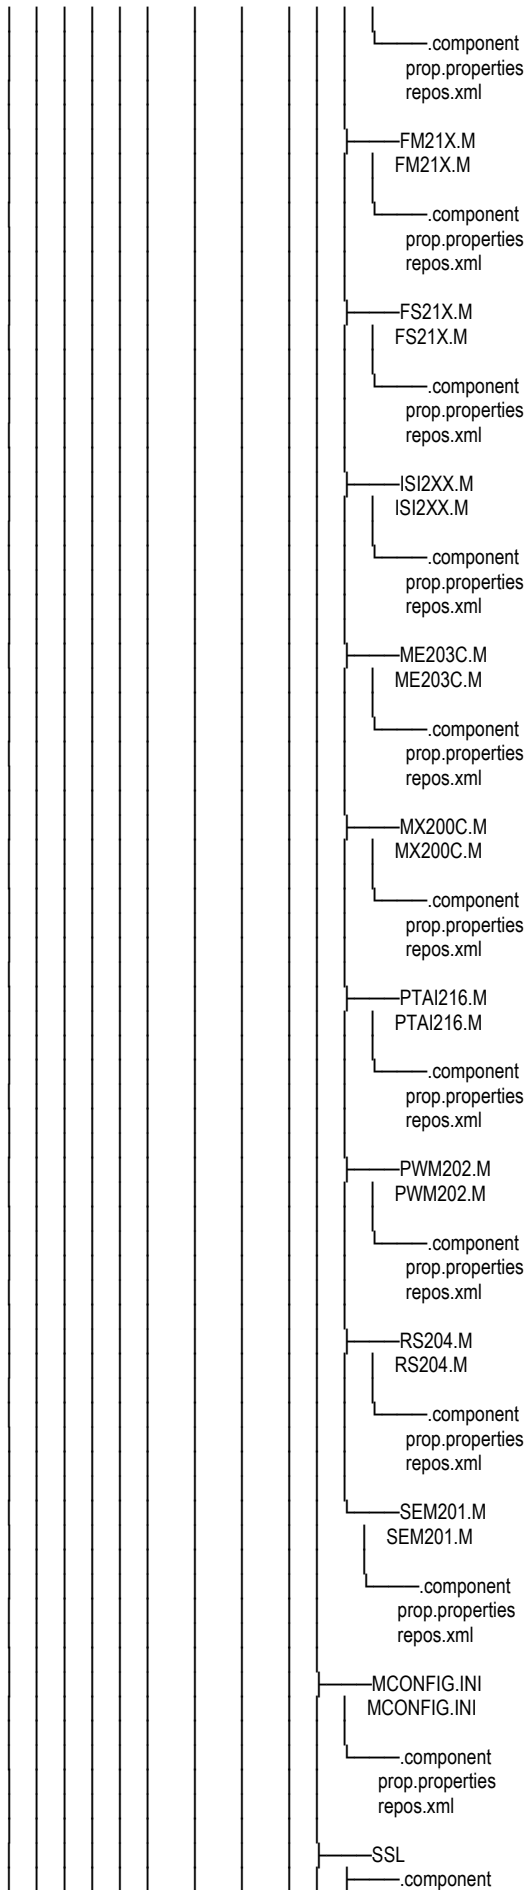 .component
prop.properties
repos.xml
FM21X.M
FM21X.M
.component
prop.properties
repos.xml
FS21X.M
FS21X.M
.component
prop.properties
repos.xml
ISI2XX.M
ISI2XX.M
.component
prop.properties
repos.xml
ME203C.M
ME203C.M
.component
prop.properties
repos.xml
MX200C.M
MX200C.M
.component
prop.properties
repos.xml
PTAI216.M
PTAI216.M
.component
prop.properties
repos.xml
PWM202.M
PWM202.M
.component
prop.properties
repos.xml
RS204.M
RS204.M
.component
prop.properties
repos.xml
SEM201.M
SEM201.M
.component
prop.properties
repos.xml
MCONFIG.INI
MCONFIG.INI
.component
prop.properties
repos.xml
SSL
.component